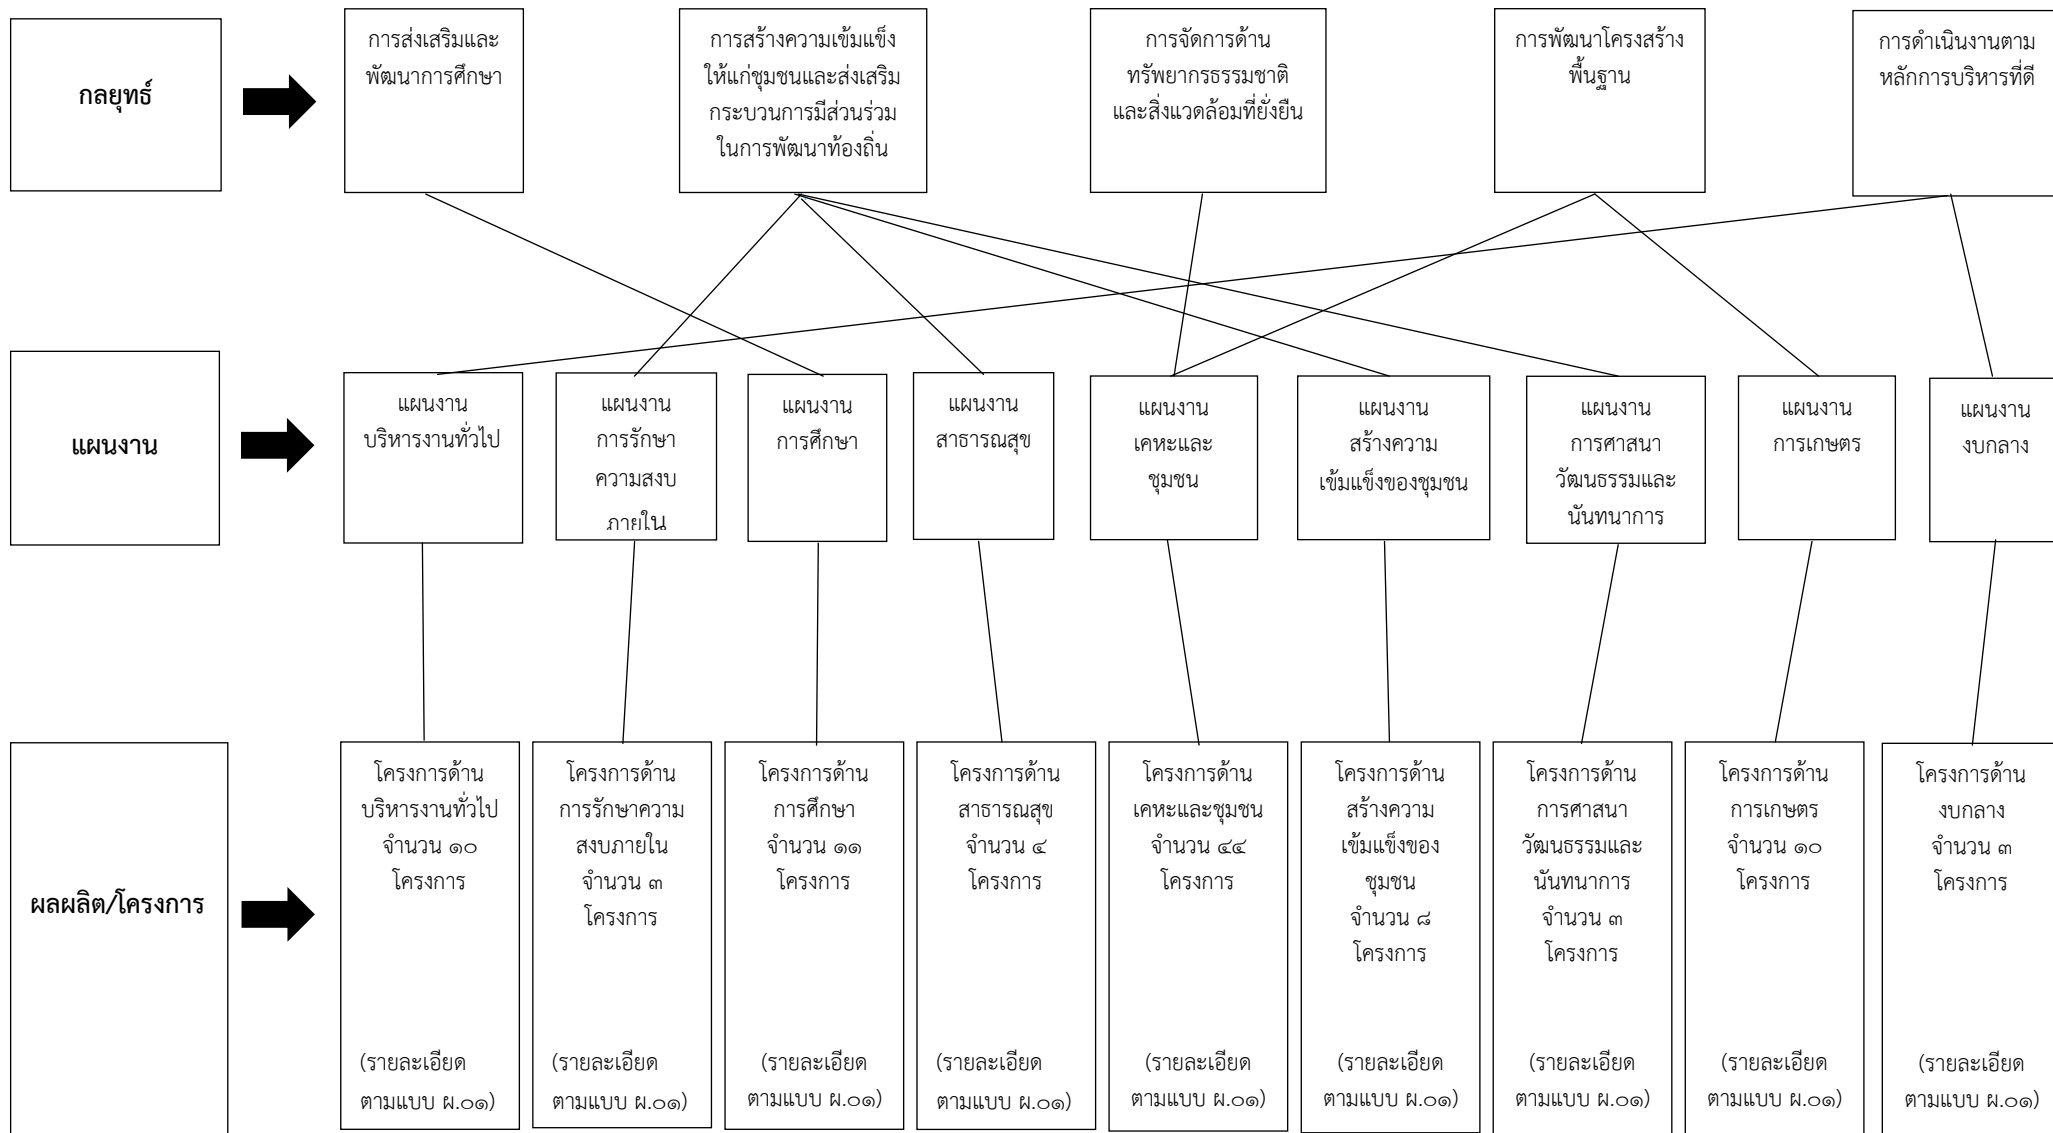 กลยุทธ์
การส่งเสริมและ
พัฒนาการศึกษา
การสร้างความเข้มแข็ง
ให้แก่ชุมชนและส่งเสริม
กระบวนการมีส่วนร่วม
ในการพัฒนาท้องถิ่น
การจัดการด้าน
ทรัพยากรธรรมชาติ
และสิ่งแวดล้อมที่ยั่งยืน
การพัฒนาโครงสร้าง
พื้นฐาน
การดำเนินงานตาม
หลักการบริหารที่ดี
แผนงาน
แผนงาน
บริหารงานทั่วไป
แผนงาน
การรักษา
ความสงบ
ภายใน
แผนงาน
การศึกษา
แผนงาน
สาธารณสุข
แผนงาน
เคหะและ
ชุมชน
แผนงาน
สร้างความ
เข้มแข็งของชุมชน
แผนงาน
การศาสนา
วัฒนธรรมและ
นันทนาการ
แผนงาน
การเกษตร
แผนงาน
งบกลาง
ผลผลิต/โครงการ
โครงการด้าน
บริหารงานทั่วไป
จำนวน ๑๐
โครงการ
(รายละเอียด
ตามแบบ ผ.๐๑)
โครงการด้าน
การรักษาความ
สงบภายใน
จำนวน ๓
โครงการ
(รายละเอียด
ตามแบบ ผ.๐๑)
โครงการด้าน
การศึกษา
จำนวน ๑๑
โครงการ
(รายละเอียด
ตามแบบ ผ.๐๑)
โครงการด้าน
สาธารณสุข
จำนวน ๔
โครงการ
(รายละเอียด
ตามแบบ ผ.๐๑)
โครงการด้าน
เคหะและชุมชน
จำนวน ๔๔
โครงการ
(รายละเอียด
ตามแบบ ผ.๐๑)
โครงการด้าน
สร้างความ
เข้มแข็งของ
ชุมชน
จำนวน ๘
โครงการ
(รายละเอียด
ตามแบบ ผ.๐๑)
โครงการด้าน
การศาสนา
วัฒนธรรมและ
นันทนาการ
จำนวน ๓
โครงการ
(รายละเอียด
ตามแบบ ผ.๐๑)
โครงการด้าน
การเกษตร
จำนวน ๑๐
โครงการ
(รายละเอียด
ตามแบบ ผ.๐๑)
โครงการด้าน
งบกลาง
จำนวน ๓
โครงการ
(รายละเอียด
ตามแบบ ผ.๐๑)